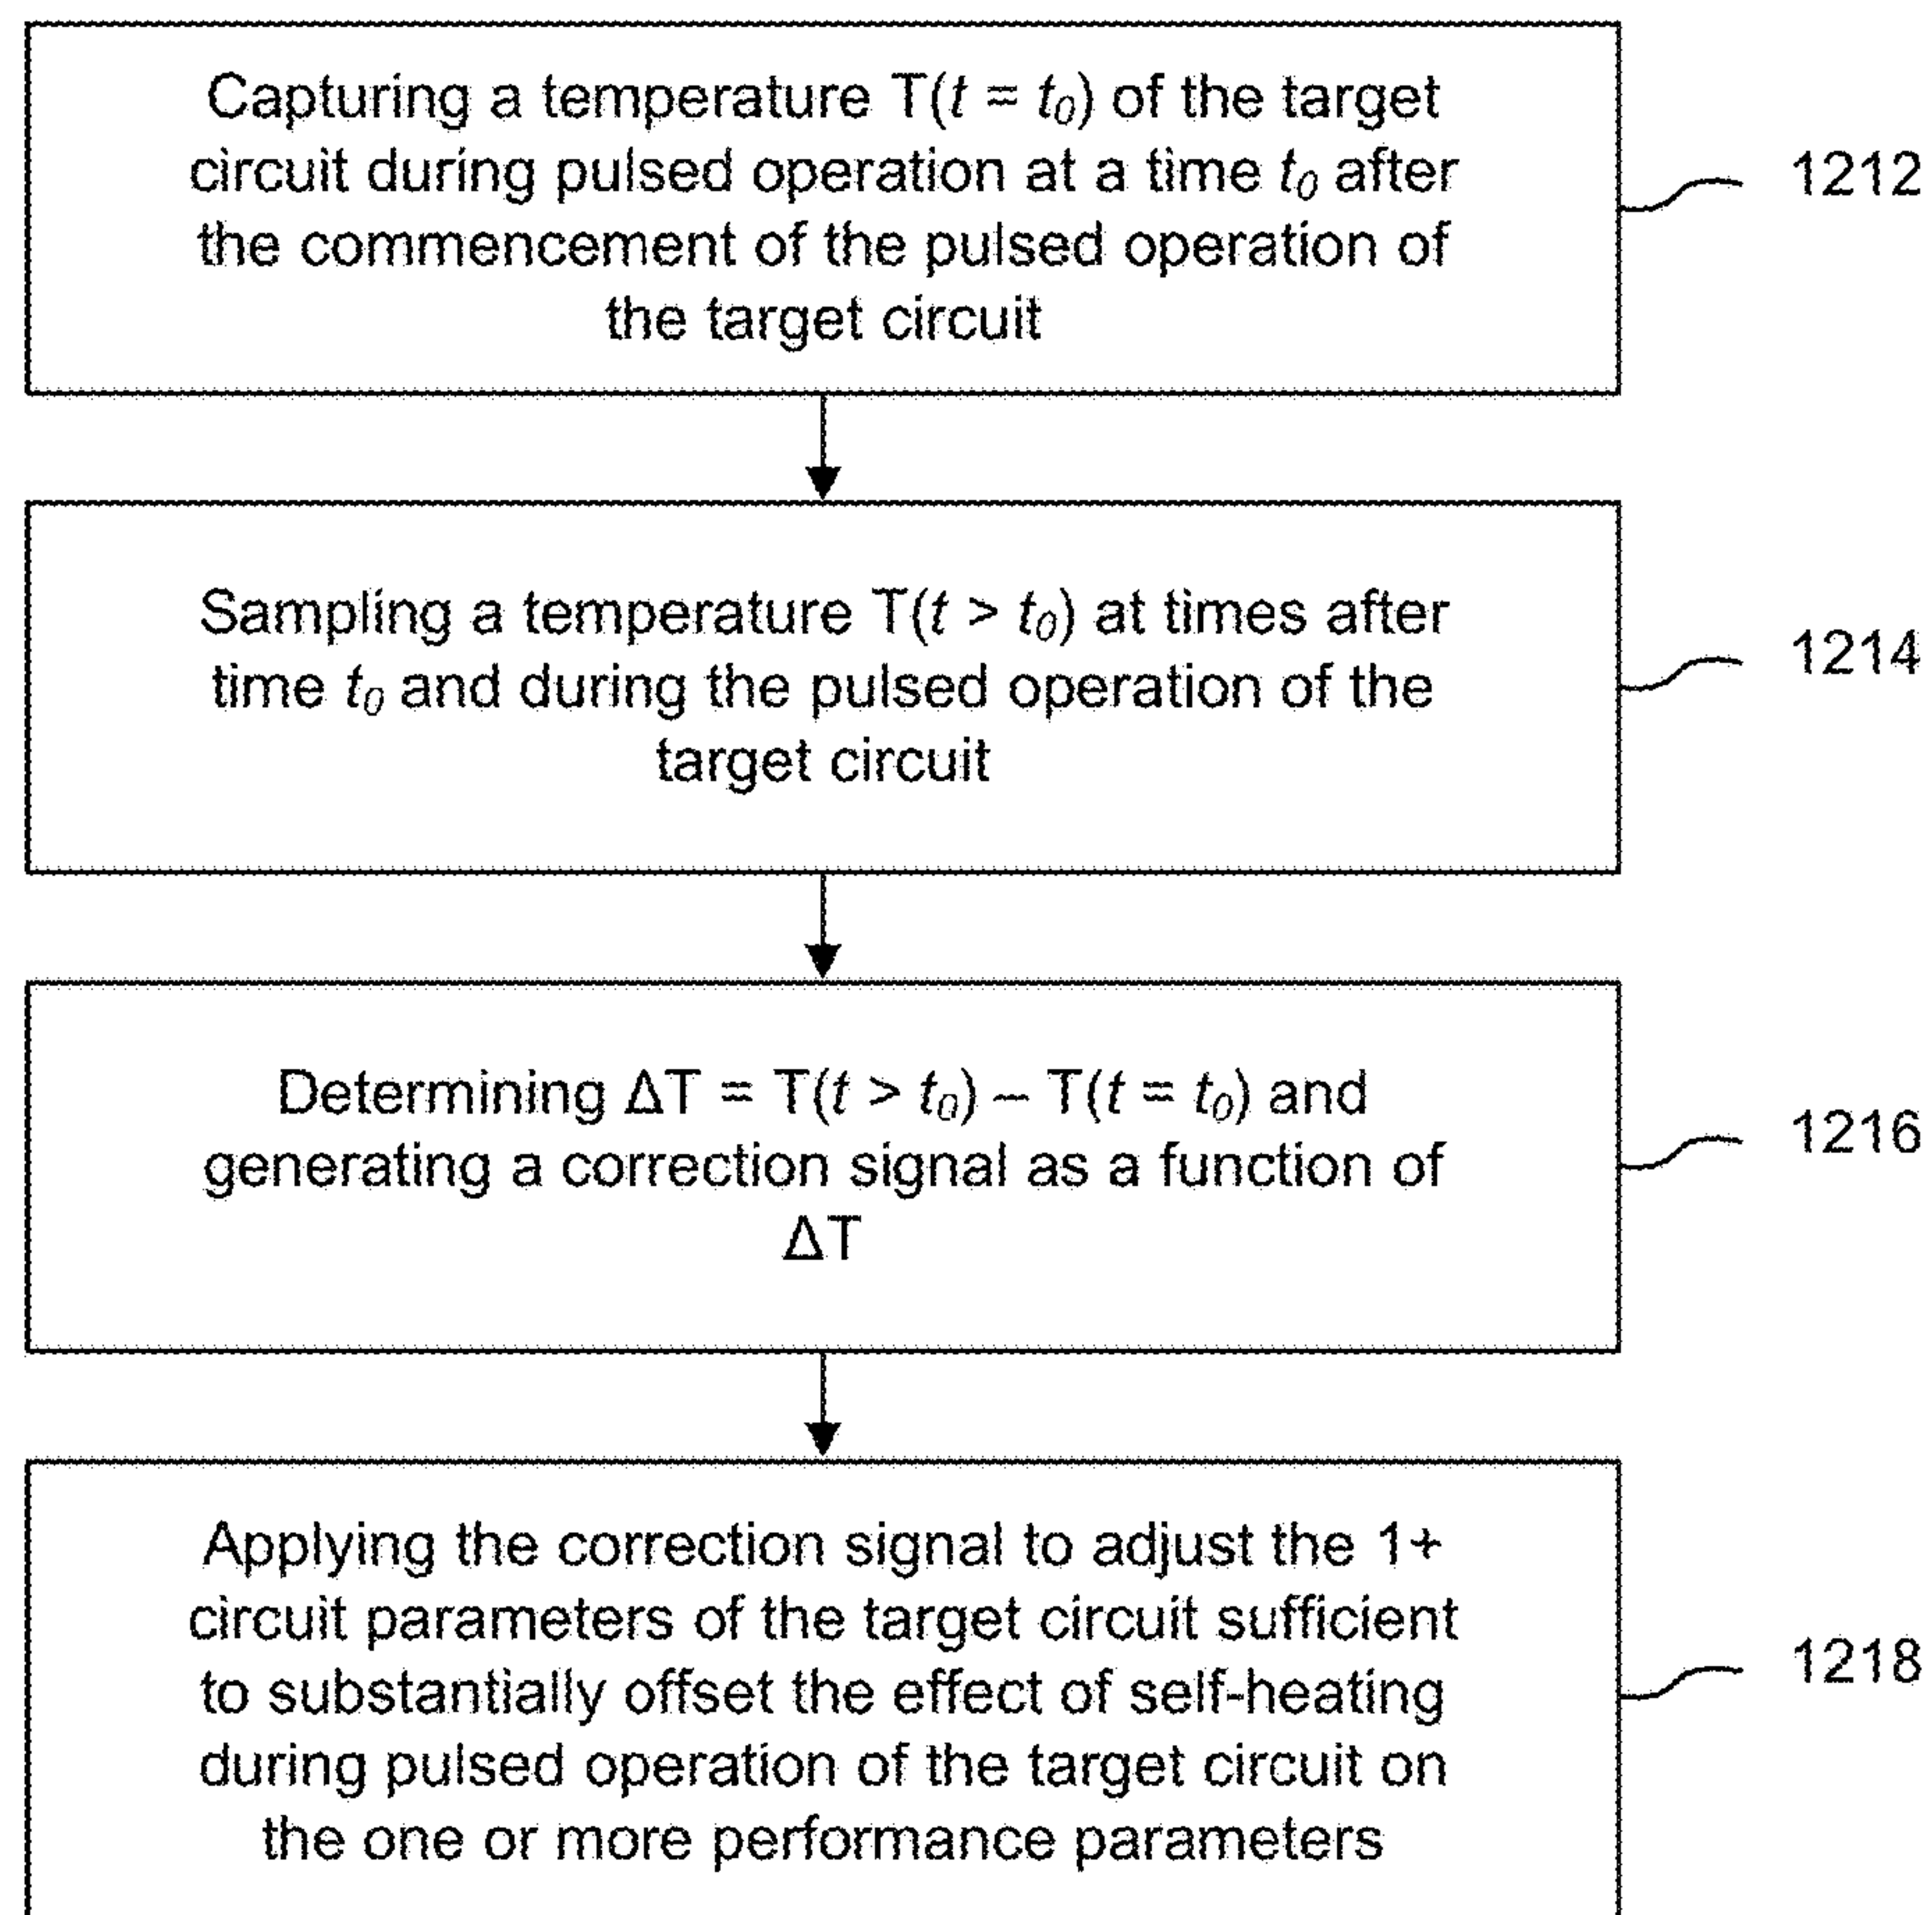 Capturing a temperature T(t = t₀) of the target
circuit during pulsed operation at a time t₀ after
the commencement of the pulsed operation of
the target circuit
1212
Sampling a temperature T(t > t₀) at times after
time t₀ and during the pulsed operation of the
target circuit
1214
Determining ΔT = T(t > t₀) – T(t = t₀) and
generating a correction signal as a function of
ΔT
1216
Applying the correction signal to adjust the 1+
circuit parameters of the target circuit sufficient
to substantially offset the effect of self-heating
during pulsed operation of the target circuit on
the one or more performance parameters
1218